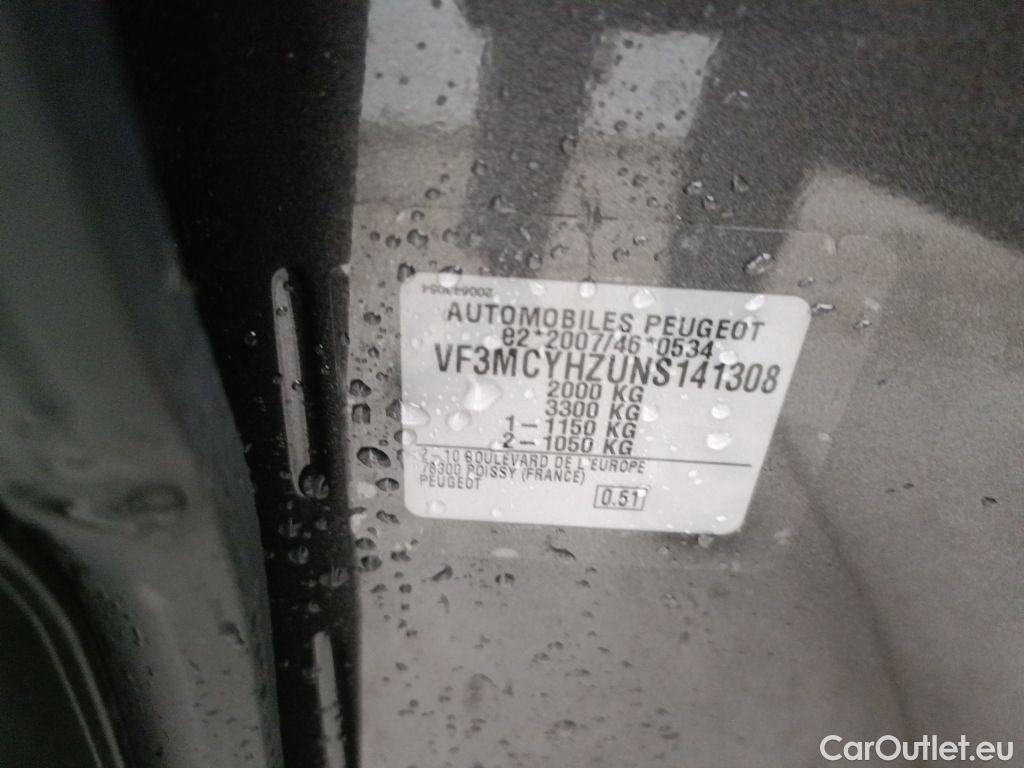 200643054
AUTOMOBILES PEUGEOT
e2*2007/46*0534
VF3MCYHZUNS141308
2000 KG
3300 KG
1 – 1150 KG
2 – 1050 KG
2 – 10 BOULEVARD DE L'EUROPE
78300 POISSY (FRANCE)
PEUGEOT
0.51
CarOutlet.eu